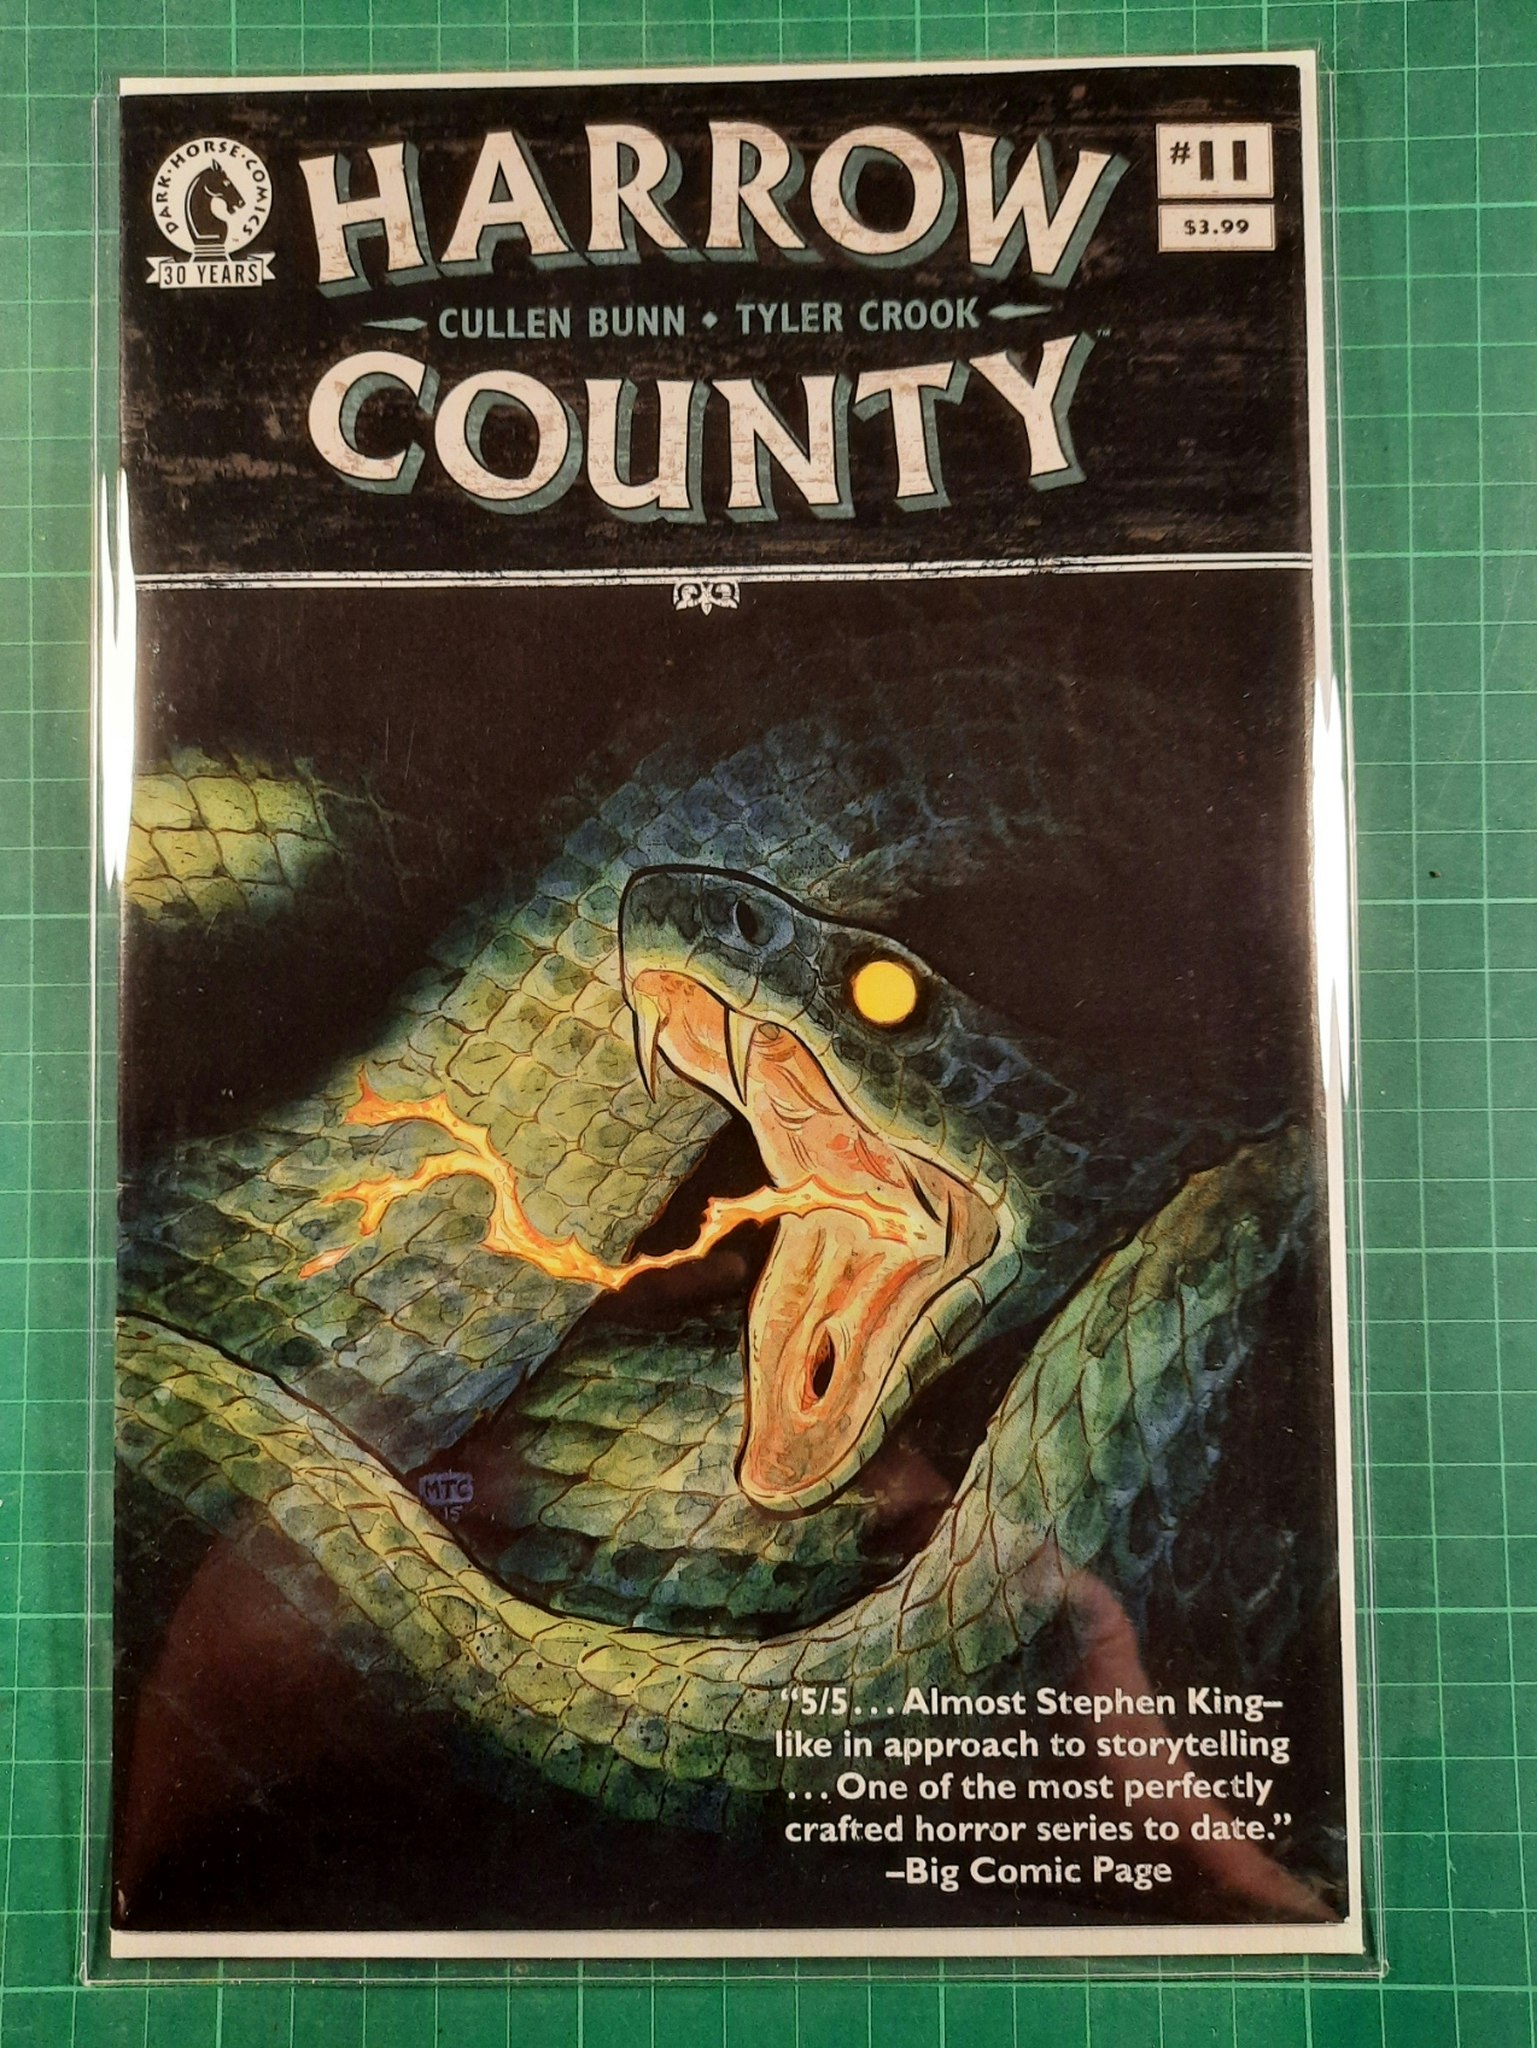 DARK·HORSE·COMICS
30 YEARS
HARROW
#11
$3.99
CULLEN BUNN ◆ TYLER CROOK
COUNTY™
MTC
15
“5/5...Almost Stephen King–
like in approach to storytelling
...One of the most perfectly
crafted horror series to date.”
–Big Comic Page